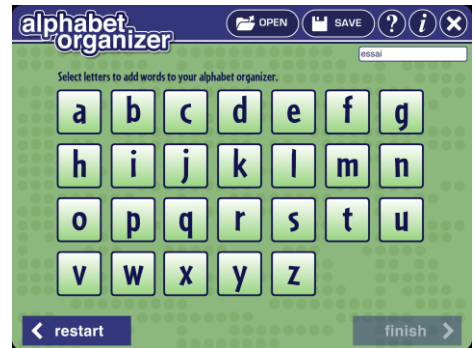 alphabet
organizer
OPEN
SAVE
?
i
X
essai
Select letters to add words to your alphabet organizer.
a b c d e f g
h i j k l m n
o p q r s t u
v w x y z
restart
finish